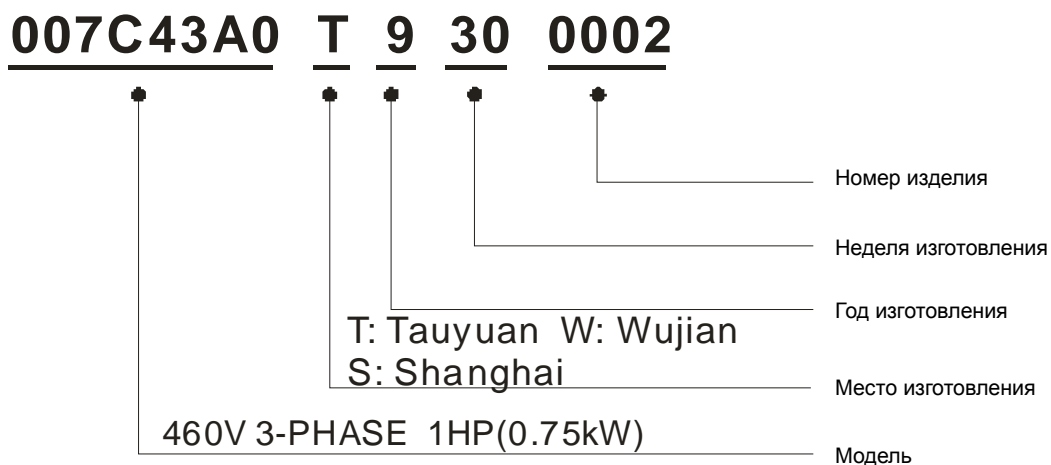 007C43A0 T 9 30 0002
Номер изделия
Неделя изготовления
Год изготовления
T: Tauyuan W: Wujian
S: Shanghai
Место изготовления
460V 3-PHASE 1HP(0.75kW)
Модель